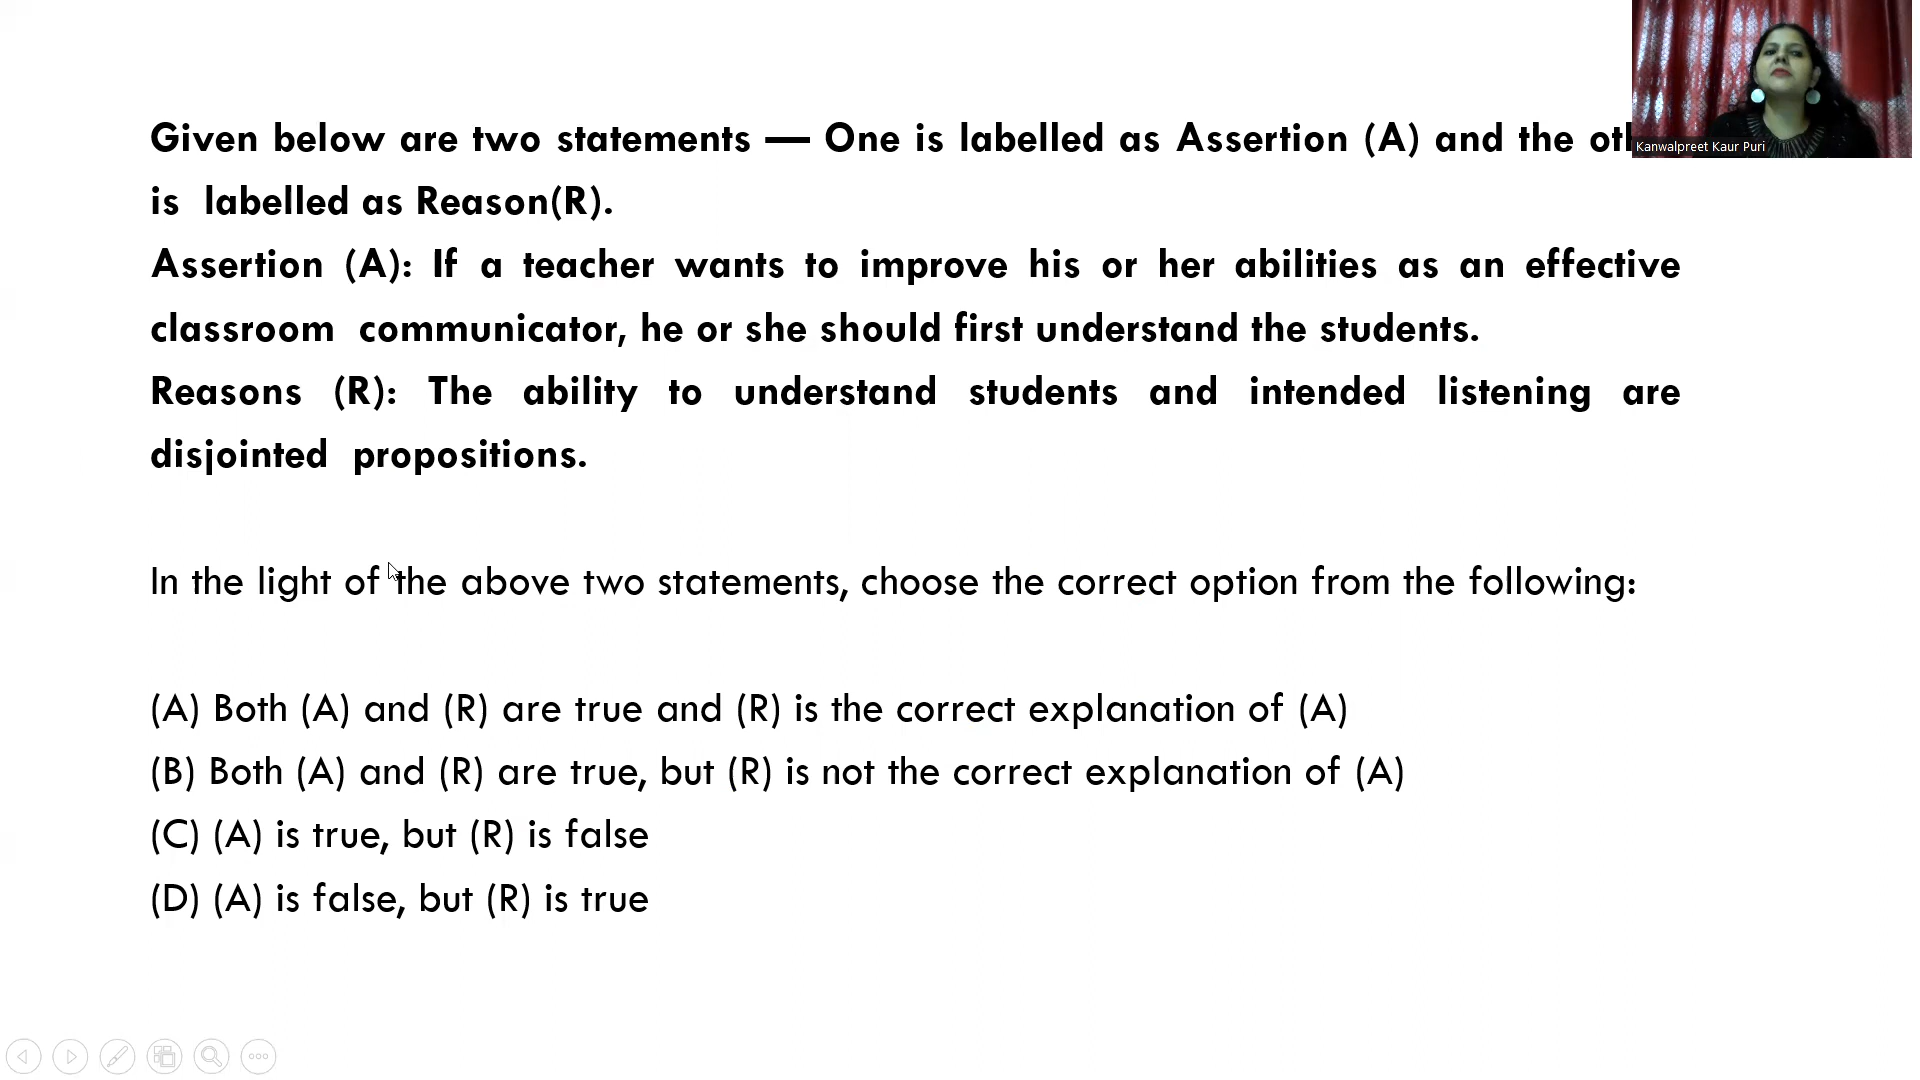 Given below are two statements — One is labelled as Assertion (A) and the
is labelled as Reason(R).
Assertion (A): If a teacher wants to improve his or her abilities as an effective
classroom communicator, he or she should first understand the students.
Reasons (R): The ability to understand students and intended listening are
disjointed propositions.
In the light of the above two statements, choose the correct option from the following:
(A) Both (A) and (R) are true and (R) is the correct explanation of (A)
(B) Both (A) and (R) are true, but (R) is not the correct explanation of (A)
(C) (A) is true, but (R) is false
(D) (A) is false, but (R) is true
Kanwalpreet Kaur Puri